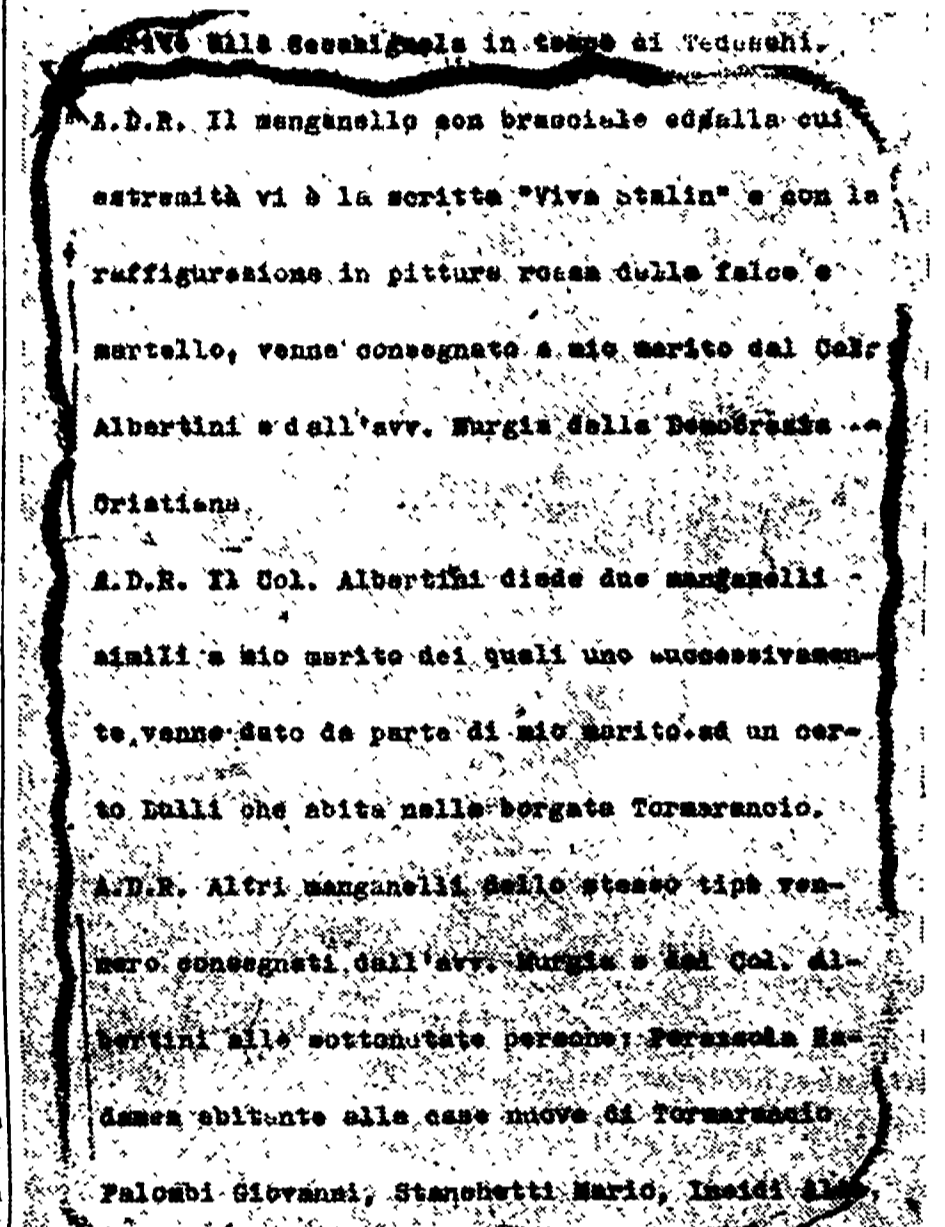 marito alla Cecchignola in tempo di Tedeschi.
A.D.R. Il manganello con bracciale ed alla cui
estremità vi è la scritta "Viva Stalin" e con la
raffigurazione in pittura rossa della falce e
martello, venne consegnato a mio marito dal Col.
Albertini e dall'avv. Murgia della Democrazia
Cristiana.
A.D.R. Il Col. Albertini diede due manganelli -
simili a mio marito dei quali uno successivamen-
te venne dato da parte di mio marito ad un cer-
to Lulli che abita nella borgata Tormarancio.
A.D.R. Altri manganelli dello stesso tipo ven-
nero consegnati dall'avv. Murgia e dal Col. Al-
bertini alle sottonotate persone:
abitante alla case nuove di Tormarancio
Palombi Giovanni, Stanchetti Mario,